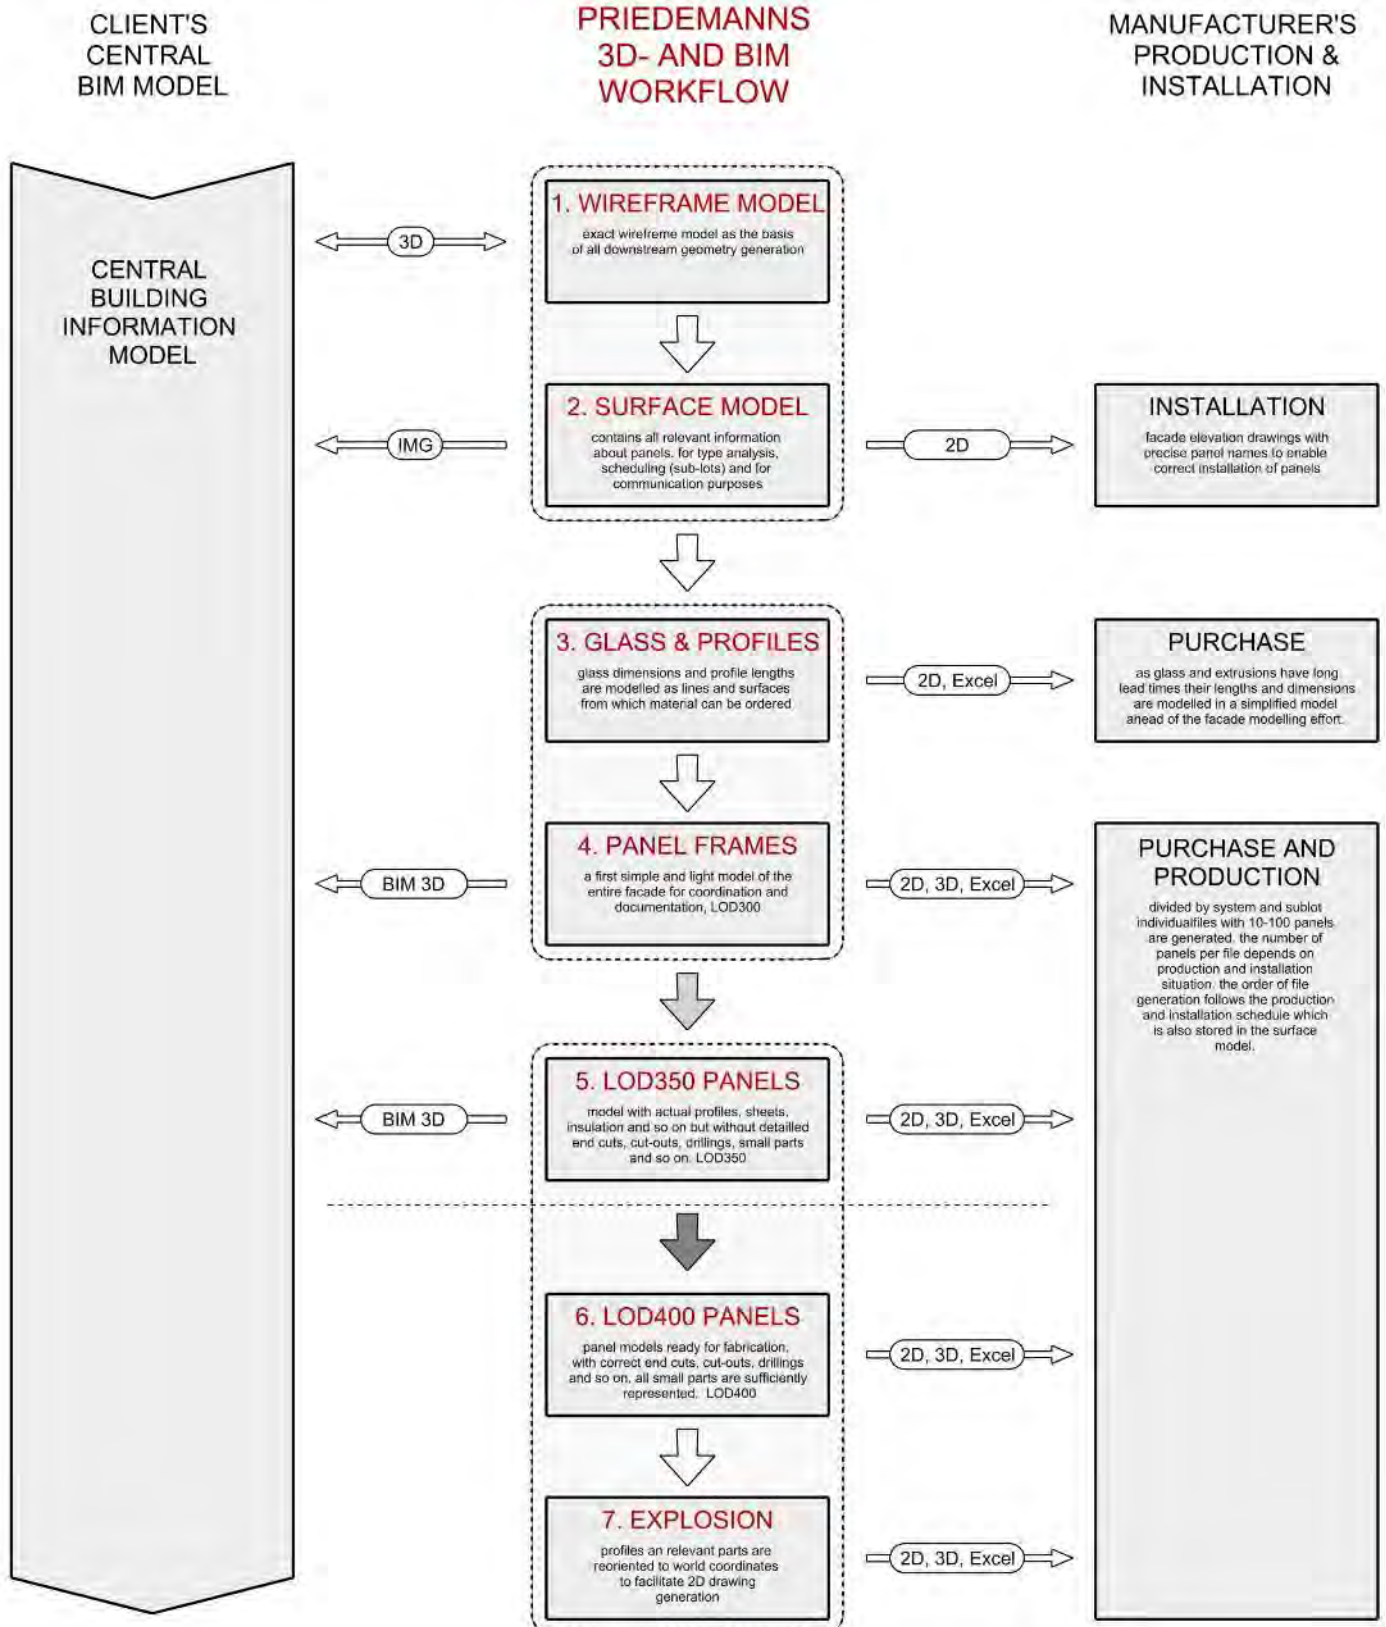 CLIENT'S
CENTRAL
BIM MODEL
PRIEDEMANNS
3D- AND BIM
WORKFLOW
MANUFACTURER'S
PRODUCTION &
INSTALLATION
CENTRAL
BUILDING
INFORMATION
MODEL
3D
1. WIREFRAME MODEL
exact wirefreme model as the basis
of all downstream geometry generation
IMG
2. SURFACE MODEL
contains all relevant information
about panels, for type analysis,
scheduling (sub-lots) and for
communication purposes
2D
INSTALLATION
facade elevation drawings with
precise panel names to enable
correct installation of panels
3. GLASS & PROFILES
glass dimensions and profile lengths
are modelled as lines and surfaces
from which material can be ordered
2D, Excel
PURCHASE
as glass and extrusions have long
lead times their lengths and dimensions
are modelled in a simplified model
ahead of the facade modelling effort.
BIM 3D
4. PANEL FRAMES
a first simple and light model of the
entire facade for coordination and
documentation, LOD300
2D, 3D, Excel
PURCHASE AND
PRODUCTION
divided by system and sublot
individualfiles with 10-100 panels
are generated. the number of
panels per file depends on
production and installation
situation. the order of file
generation follows the production
and installation schedule which
is also stored in the surface
model.
BIM 3D
5. LOD350 PANELS
model with actual profiles, sheets,
insulation and so on but without detailled
end cuts, cut-outs, drillings, small parts
and so on. LOD350
2D, 3D, Excel
6. LOD400 PANELS
panel models ready for fabrication,
with correct end cuts, cut-outs, drillings
and so on. all small parts are sufficiently
represented. LOD400
2D, 3D, Excel
7. EXPLOSION
profiles an relevant parts are
reoriented to world coordinates
to facilitate 2D drawing
generation
2D, 3D, Excel